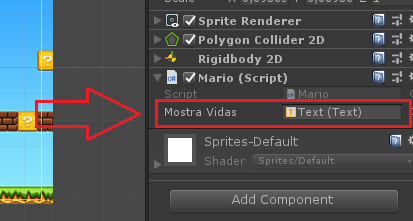 Sprite Renderer
Polygon Collider 2D
Rigidbody 2D
Mario (Script)
Script Mario
Mostra Vidas Text (Text)
Sprites-Default
Shader Sprites/Default
Add Component